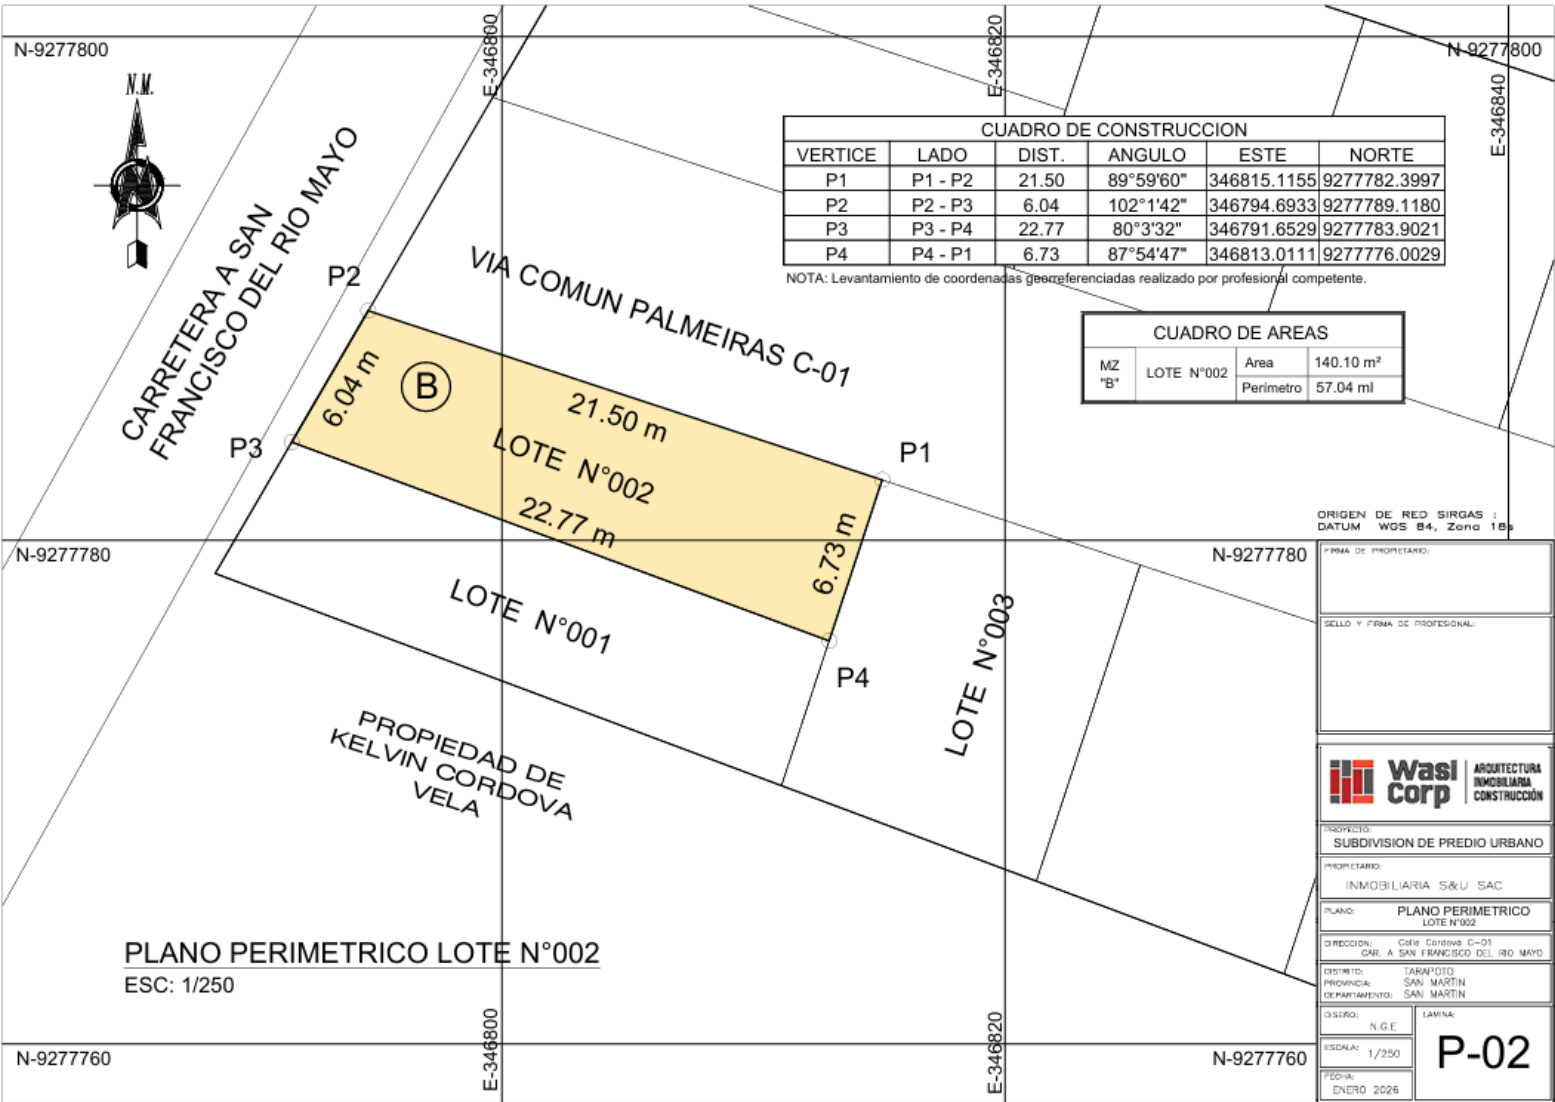 N-9277800
E-346800
E-346820
N-9277800
E-346840
N.M.
CARRETERA A SAN
FRANCISCO DEL RIO MAYO
CUADRO DE CONSTRUCCION
VERTICE LADO DIST. ANGULO ESTE NORTE
P1 P1 - P2 21.50 89°59'60" 346815.1155 9277782.3997
P2 P2 - P3 6.04 102°1'42" 346794.6933 9277789.1180
P3 P3 - P4 22.77 80°3'32" 346791.6529 9277783.9021
P4 P4 - P1 6.73 87°54'47" 346813.0111 9277776.0029
NOTA: Levantamiento de coordenadas georreferenciadas realizado por profesional competente.
CUADRO DE AREAS
MZ "B" LOTE N°002 Area 140.10 m²
Perímetro 57.04 ml
VIA COMUN PALMEIRAS C-01
P2
B
6.04 m
21.50 m
P1
P3
LOTE N°002
22.77 m
6.73 m
P4
N-9277780
N-9277780
LOTE N°001
LOTE N°003
PROPIEDAD DE
KELVIN CORDOVA
VELA
PLANO PERIMETRICO LOTE N°002
ESC: 1/250
N-9277760
E-346800
E-346820
N-9277760
ORIGEN DE RED SIRGAS :
DATUM WGS 84, Zona 18s
FIRMA DE PROPIETARIO:
SELLO Y FIRMA DE PROFESIONAL:
Wasi
Corp
ARQUITECTURA
INMOBILIARIA
CONSTRUCCIÓN
PROYECTO:
SUBDIVISION DE PREDIO URBANO
PROPIETARIO:
INMOBILIARIA S&U SAC
PLANO: PLANO PERIMETRICO
LOTE N°002
DIRECCION: Calle Cordova C-01
CAR. A SAN FRANCISCO DEL RIO MAYO
DISTRITO: TARAPOTO
PROVINCIA: SAN MARTIN
DEPARTAMENTO: SAN MARTIN
DISEÑO:
N.G.E
LAMINA:
P-02
ESCALA: 1/250
FECHA:
ENERO 2026